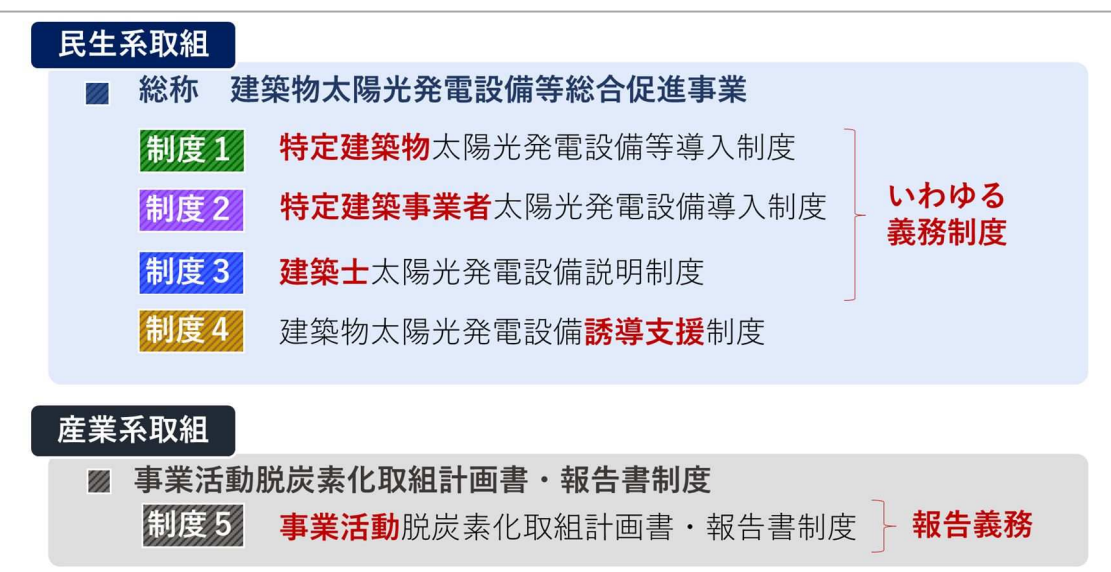 民生系取組
総称　建築物太陽光発電設備等総合促進事業
制度1　特定建築物太陽光発電設備等導入制度
制度2　特定建築事業者太陽光発電設備導入制度
制度3　建築士太陽光発電設備説明制度
いわゆる
義務制度
制度4　建築物太陽光発電設備誘導支援制度
産業系取組
事業活動脱炭素化取組計画書・報告書制度
制度5　事業活動脱炭素化取組計画書・報告書制度　報告義務